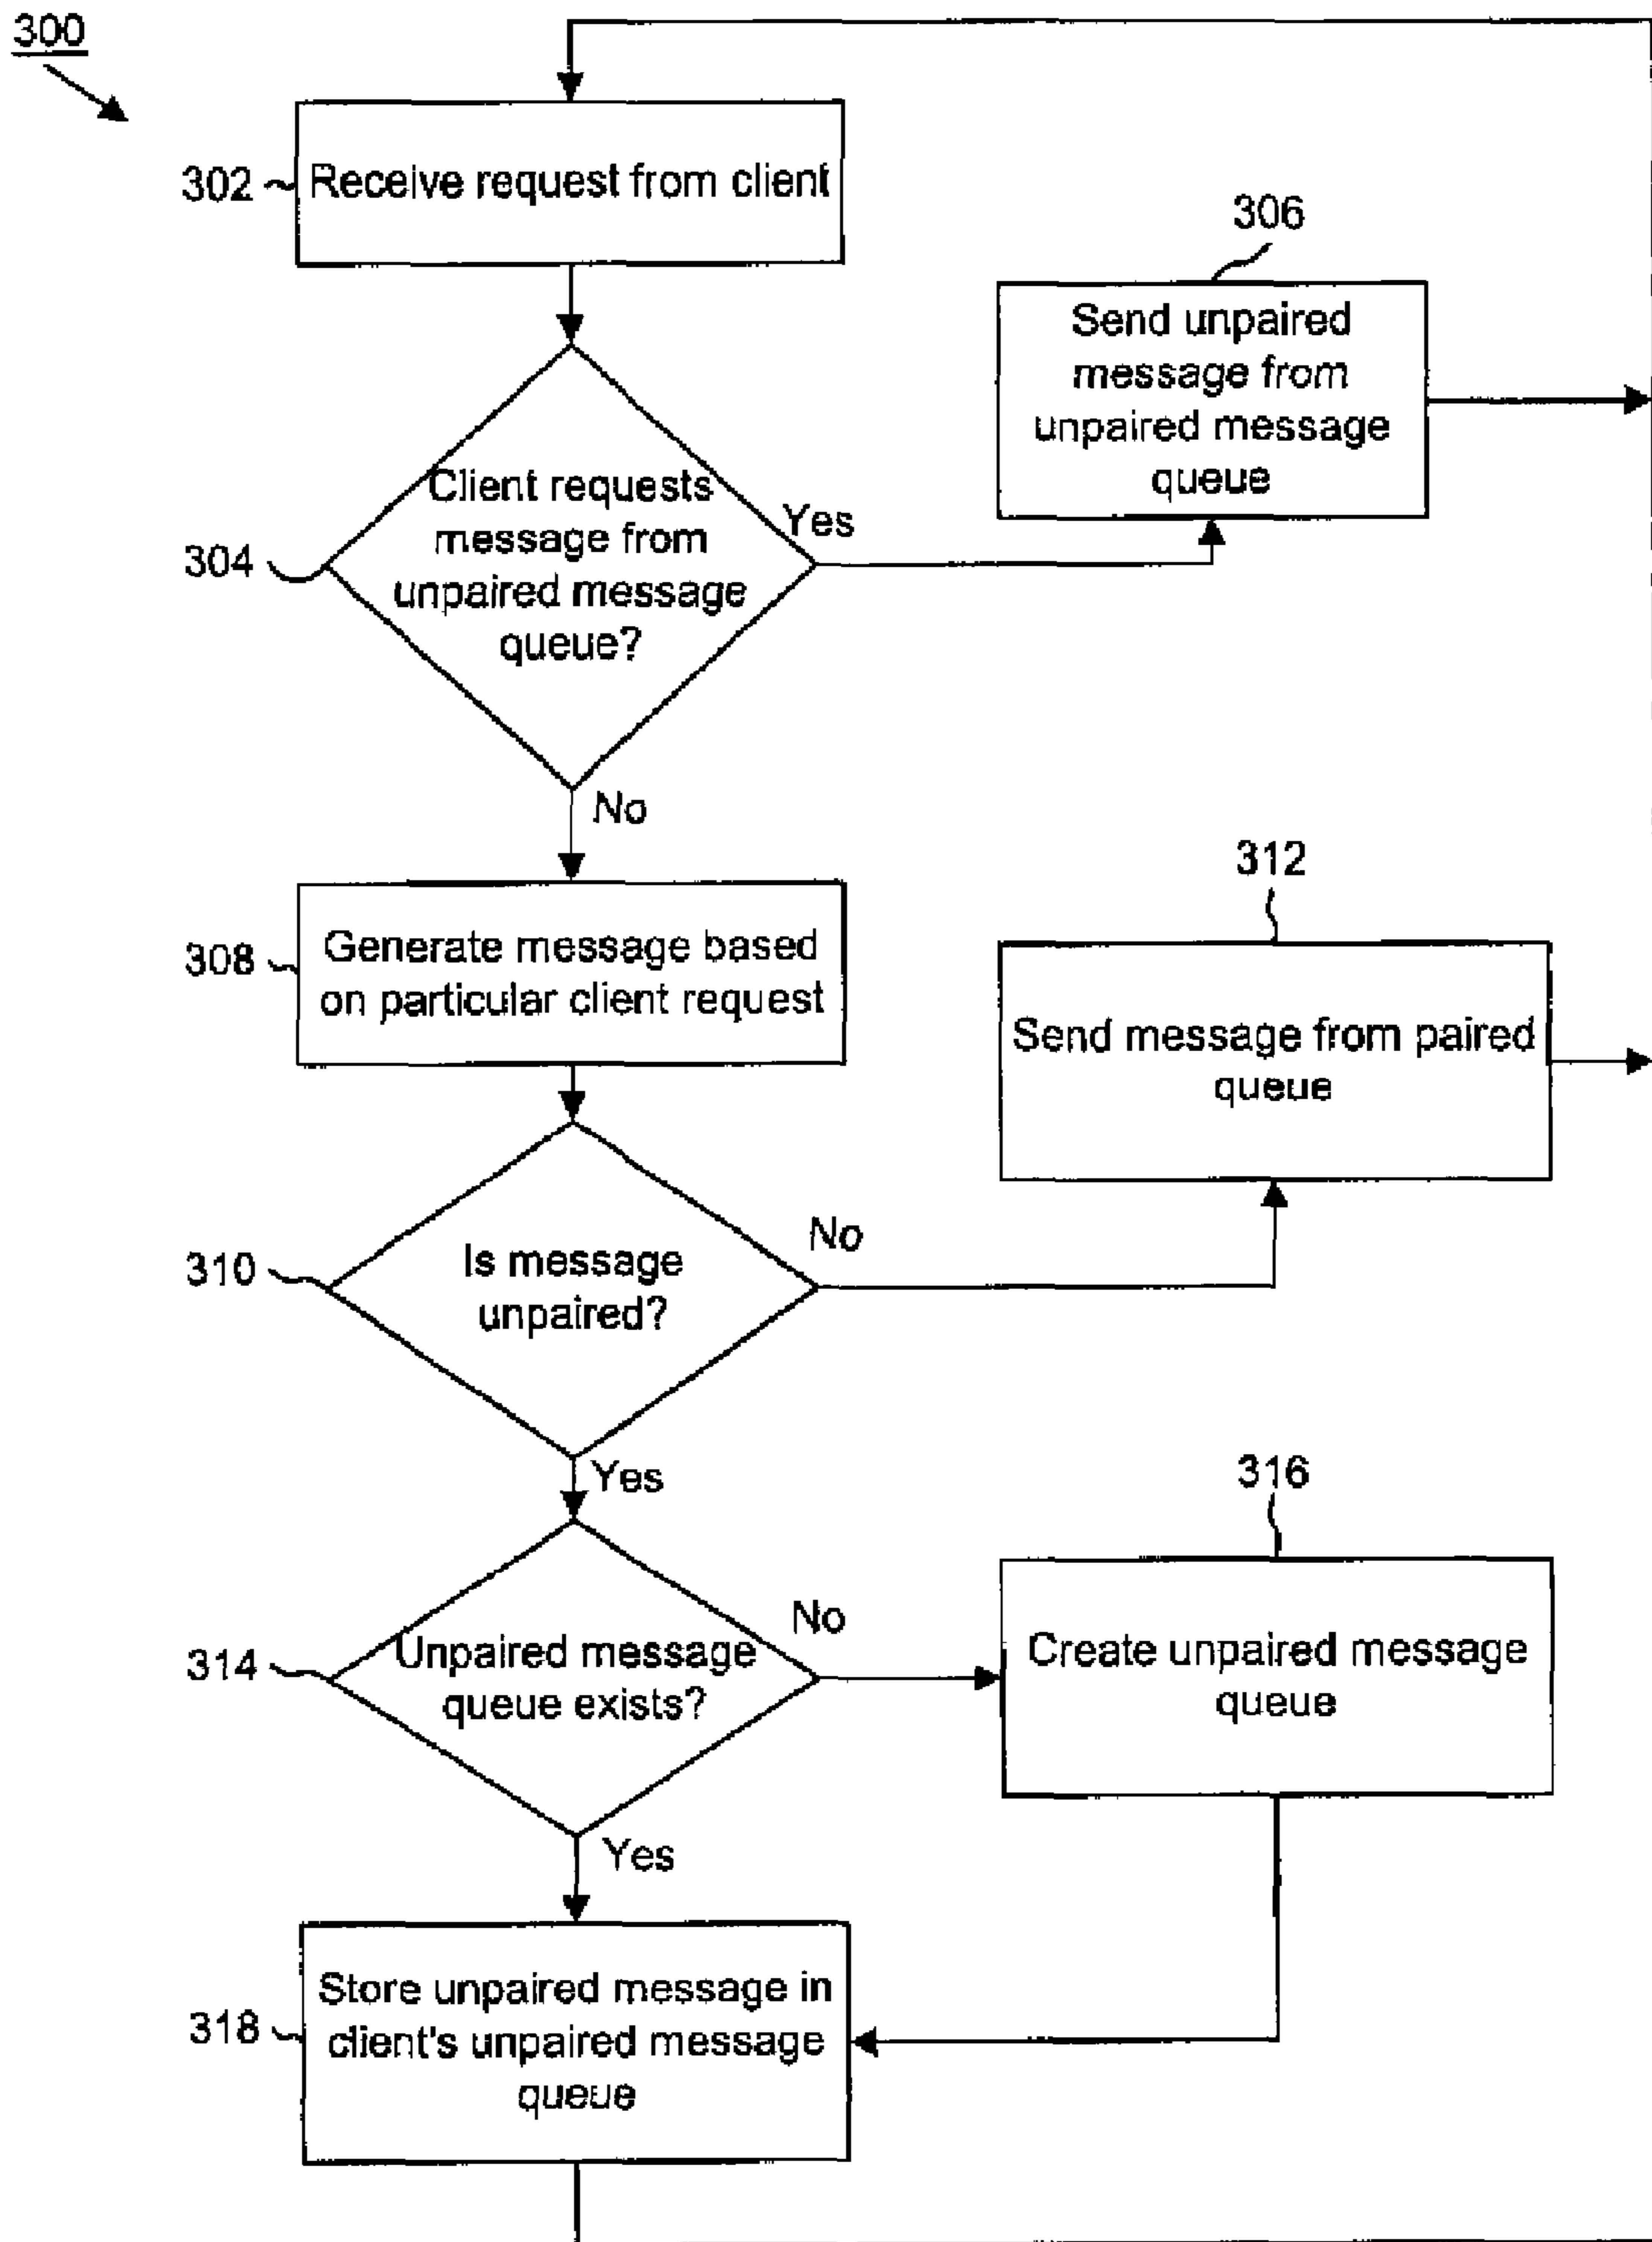 300
302
Receive request from client
306
Send unpaired
message from
unpaired message
queue
304
Client requests
message from
unpaired message
queue?
Yes
No
308
Generate message based
on particular client request
312
Send message from paired
queue
310
Is message
unpaired?
No
Yes
314
Unpaired message
queue exists?
No
316
Create unpaired message
queue
Yes
318
Store unpaired message in
client's unpaired message
queue